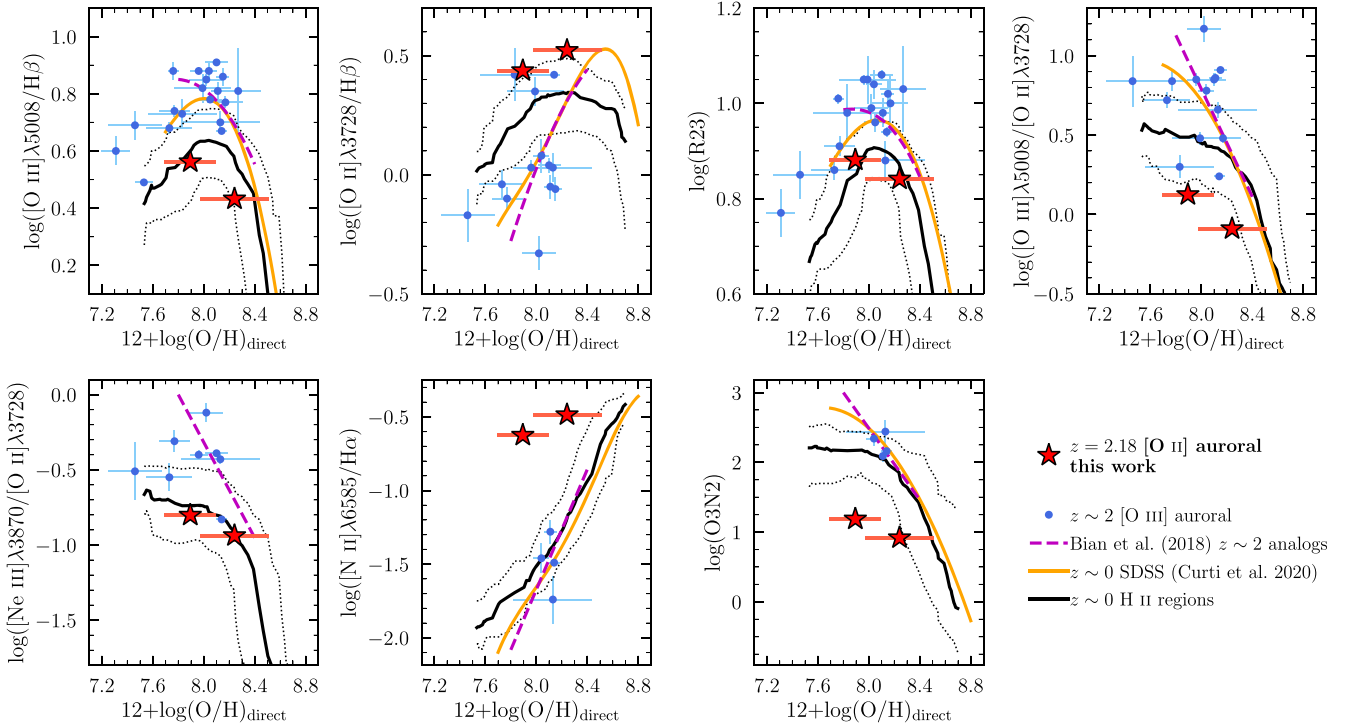 log([O III]λ5008/Hβ)
1.0
0.8
0.6
0.4
0.2
7.2 7.6 8.0 8.4 8.8
12+log(O/H)direct
log([O II]λ3728/Hβ)
0.5
0.0
−0.5
7.2 7.6 8.0 8.4 8.8
12+log(O/H)direct
log(R23)
1.2
1.0
0.8
0.6
7.2 7.6 8.0 8.4 8.8
12+log(O/H)direct
log([O III]λ5008/[O II]λ3728)
1.0
0.5
0.0
−0.5
7.2 7.6 8.0 8.4 8.8
12+log(O/H)direct
log([Ne III]λ3870/[O II]λ3728)
−0.0
−0.5
−1.0
−1.5
7.2 7.6 8.0 8.4 8.8
12+log(O/H)direct
log([N II]λ6585/Hα)
−0.5
−1.0
−1.5
−2.0
7.2 7.6 8.0 8.4 8.8
12+log(O/H)direct
log(O3N2)
3
2
1
0
7.2 7.6 8.0 8.4 8.8
12+log(O/H)direct
z = 2.18 [O II] auroral
this work
z ∼ 2 [O III] auroral
Bian et al. (2018) z ∼ 2 analogs
z ∼ 0 SDSS (Curti et al. 2020)
z ∼ 0 H II regions